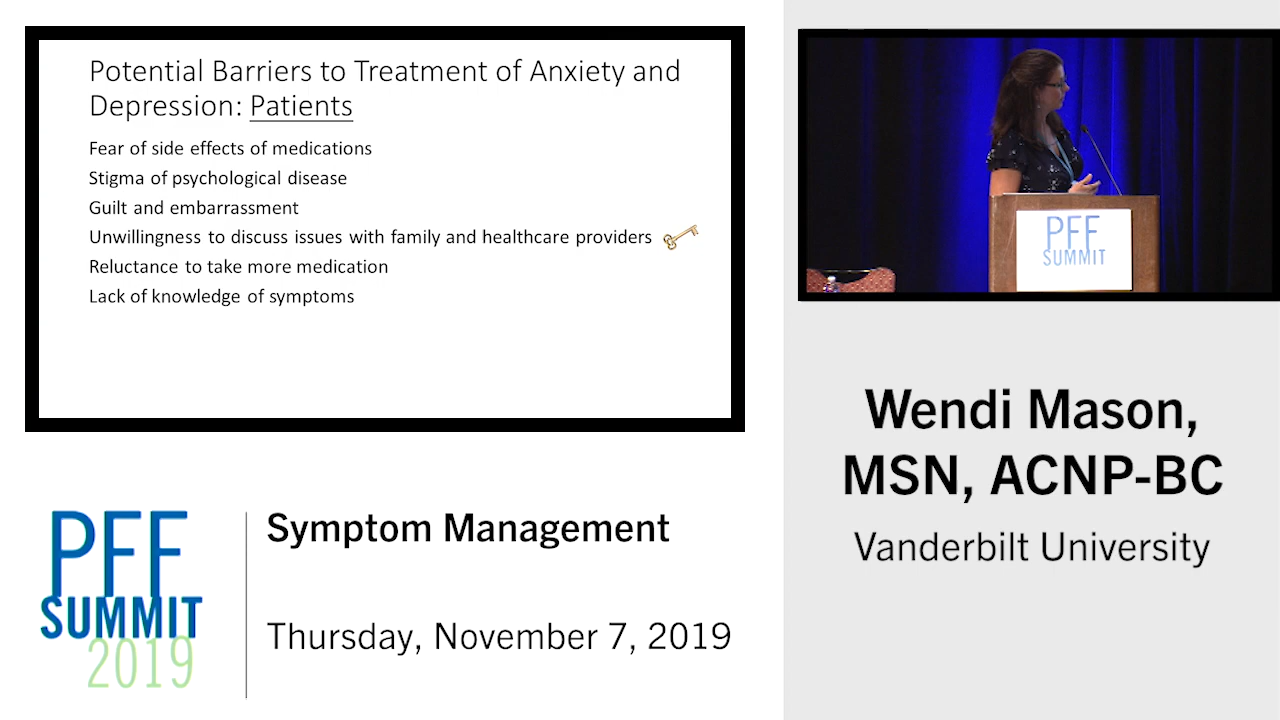 Potential Barriers to Treatment of Anxiety and
Depression: Patients
Fear of side effects of medications
Stigma of psychological disease
Guilt and embarrassment
Unwillingness to discuss issues with family and healthcare providers
Reluctance to take more medication
Lack of knowledge of symptoms
PFF
SUMMIT
Wendi Mason,
MSN, ACNP-BC
Vanderbilt University
PFF
SUMMIT
2019
Symptom Management
Thursday, November 7, 2019